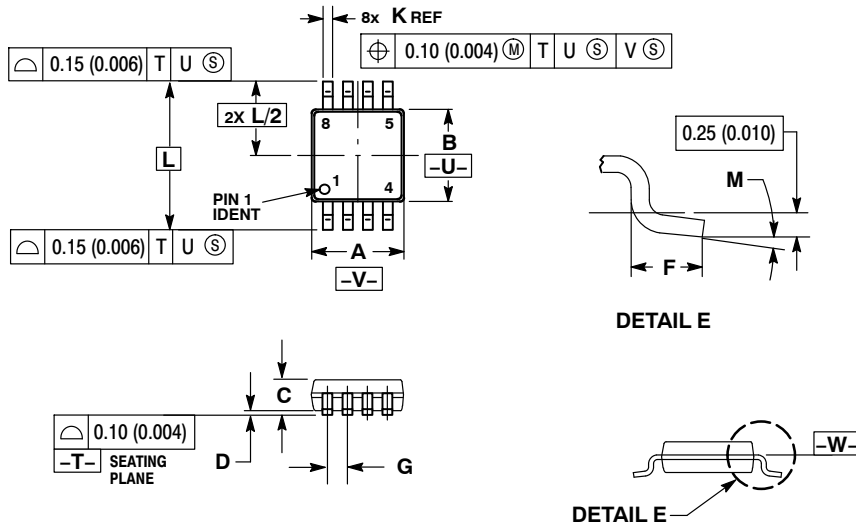 8x K REF
⌖ 0.10 (0.004) Ⓜ T U Ⓢ V Ⓢ
⌓ 0.15 (0.006) T U Ⓢ
2X L/2
L
8 5
B
–U–
1 4
PIN 1
IDENT
⌓ 0.15 (0.006) T U Ⓢ
A
–V–
0.25 (0.010)
M
F
DETAIL E
C
⌓ 0.10 (0.004)
–T– SEATING
PLANE
D
G
–W–
DETAIL E